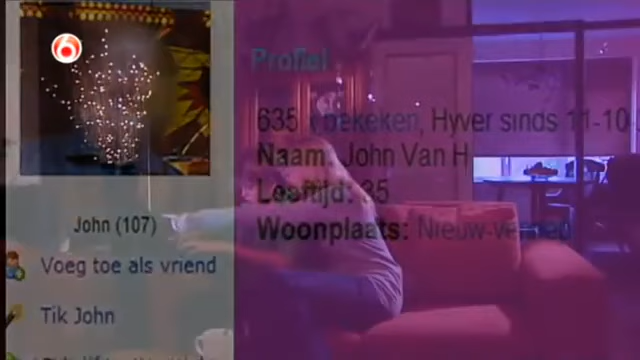 6
Profiel
635 x bekeken, Hyver sinds 11-10
Naam: John Van H
Leeftijd: 35
Woonplaats: Nieuw-vennep
John (107)
Voeg toe als vriend
Tik John